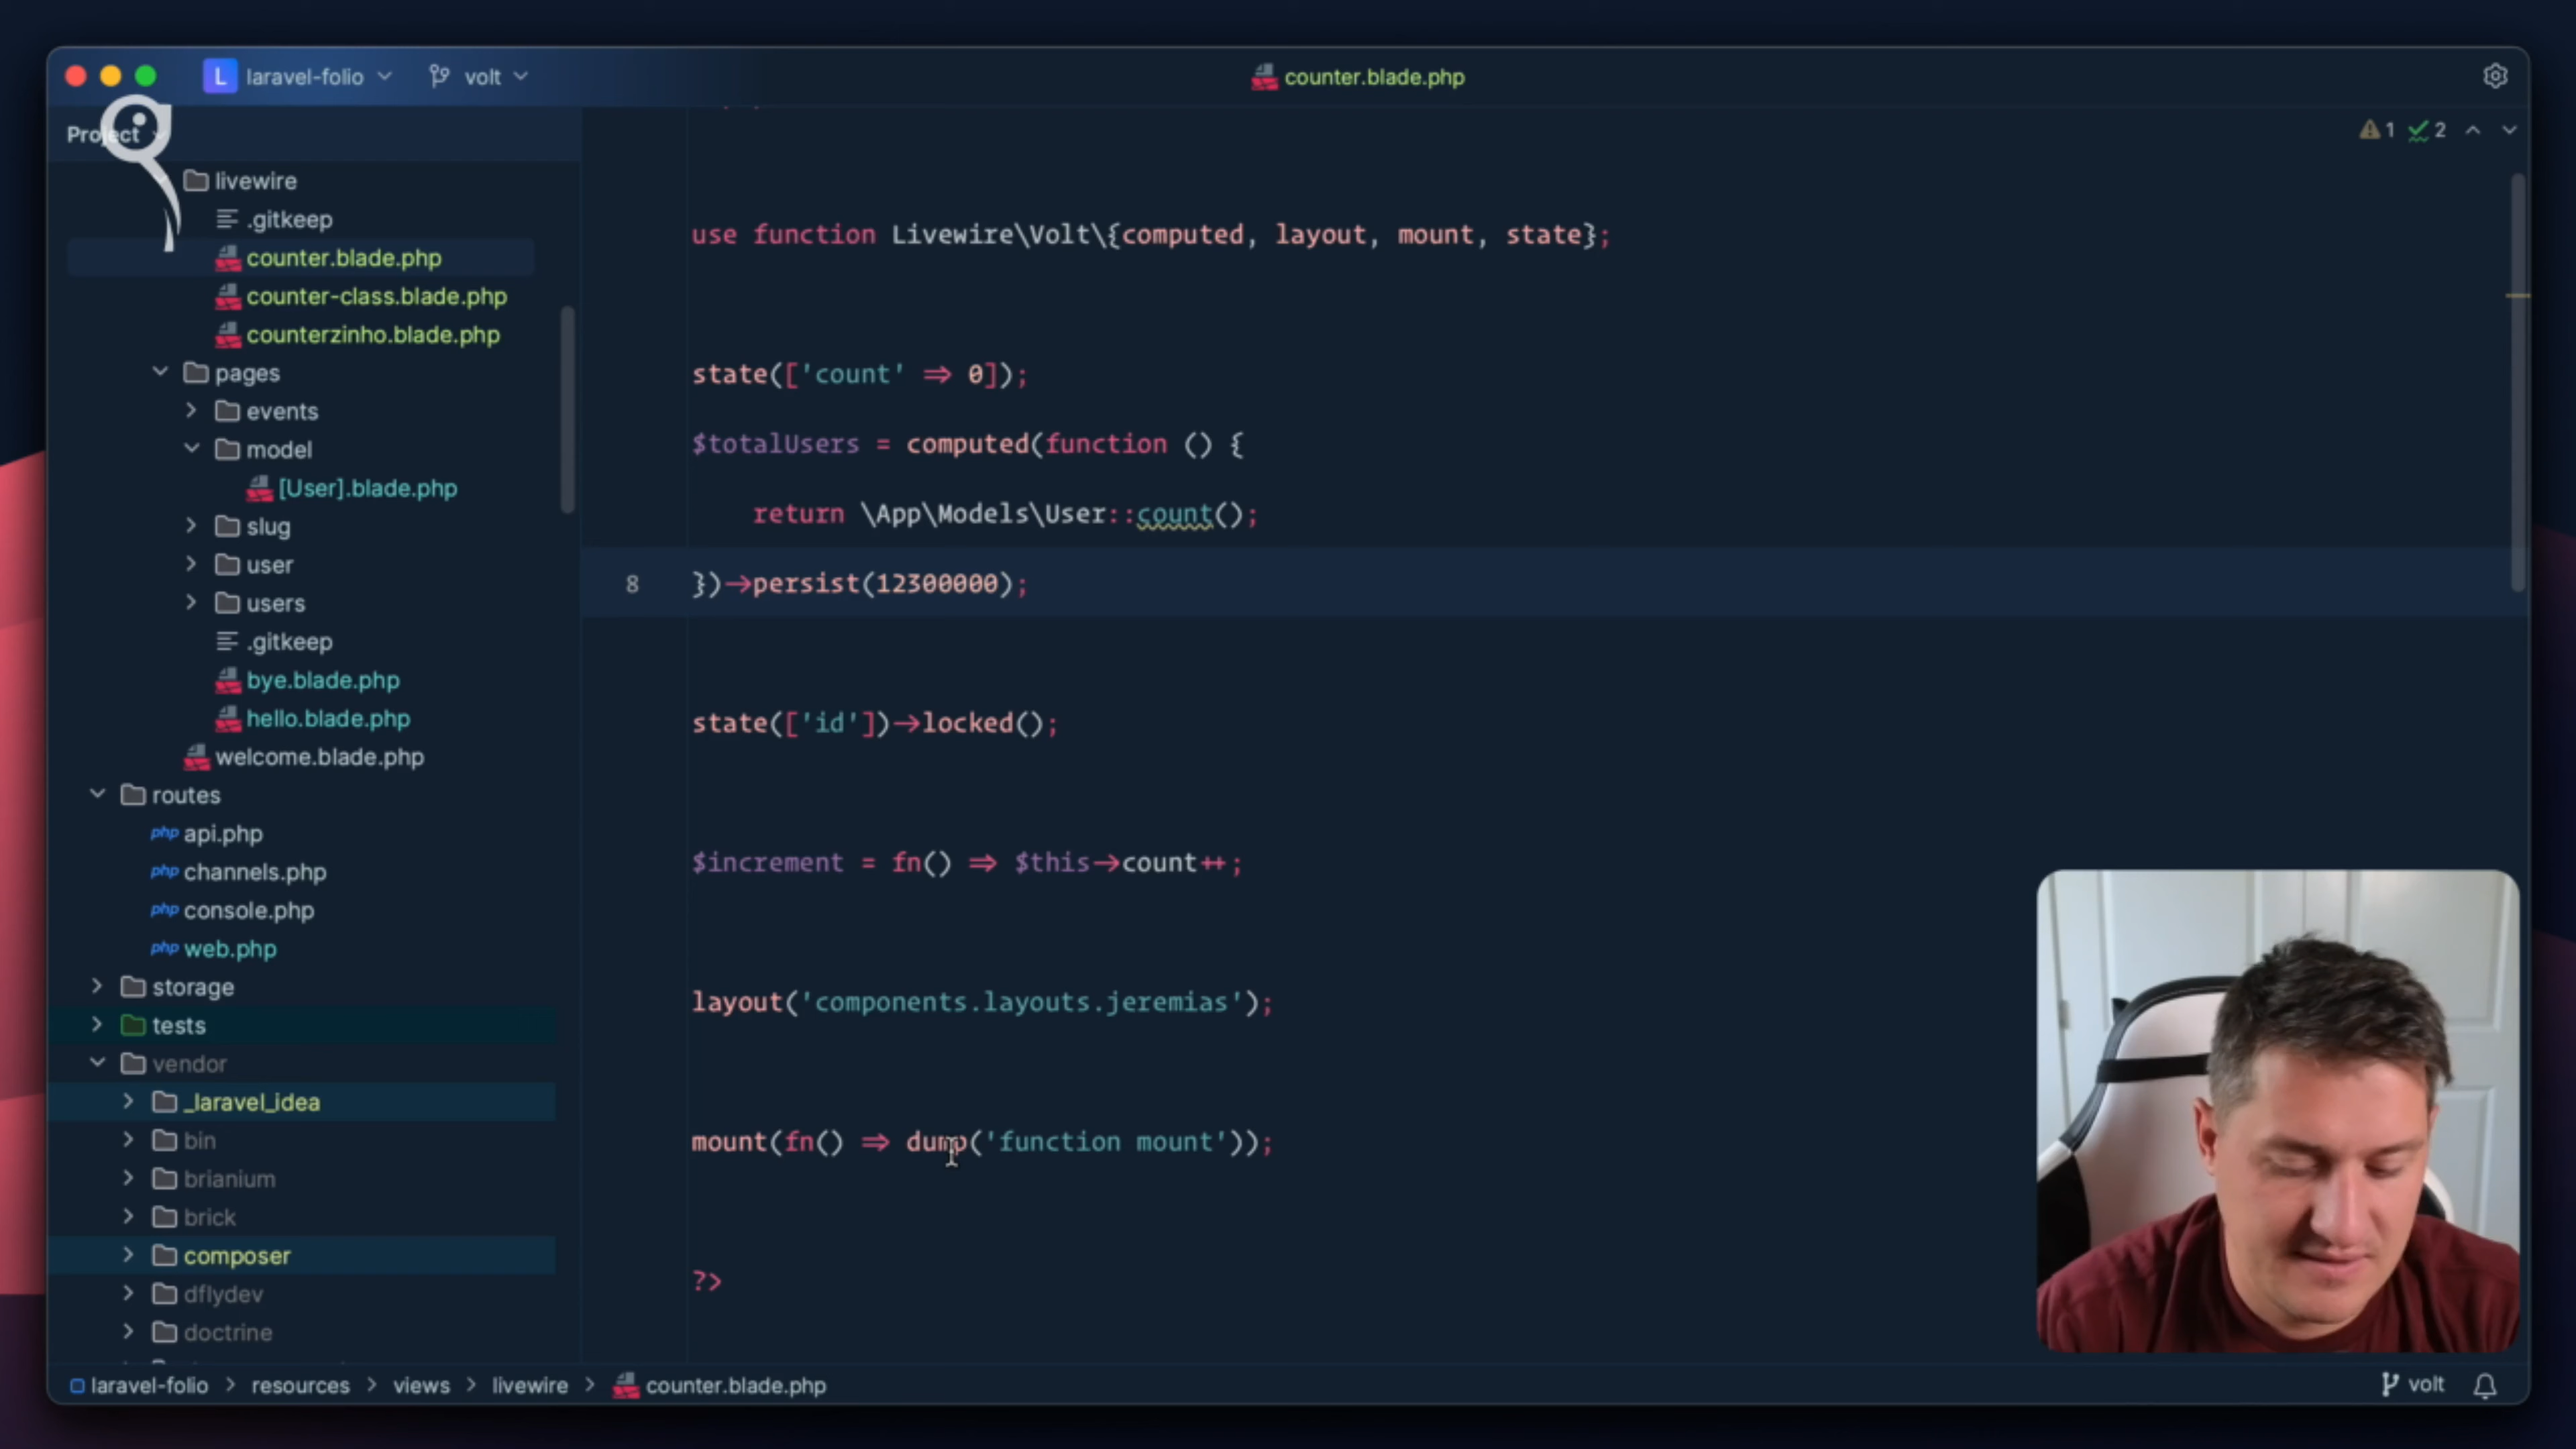 L laravel-folio volt
counter.blade.php
Project
1 2
livewire
.gitkeep
counter.blade.php
counter-class.blade.php
counterzinho.blade.php
pages
events
model
[User].blade.php
slug
user
users
.gitkeep
bye.blade.php
hello.blade.php
welcome.blade.php
routes
php api.php
php channels.php
php console.php
php web.php
storage
tests
vendor
_laravel_idea
bin
brianium
brick
composer
dflydev
doctrine
use function Livewire\Volt\{computed, layout, mount, state};
state(['count' => 0]);
$totalUsers = computed(function () {
return \App\Models\User::count();
8 })->persist(12300000);
state(['id'])->locked();
$increment = fn() => $this->count++;
layout('components.layouts.jeremias');
mount(fn() => dump('function mount'));
?>
laravel-folio > resources > views > livewire > counter.blade.php
volt